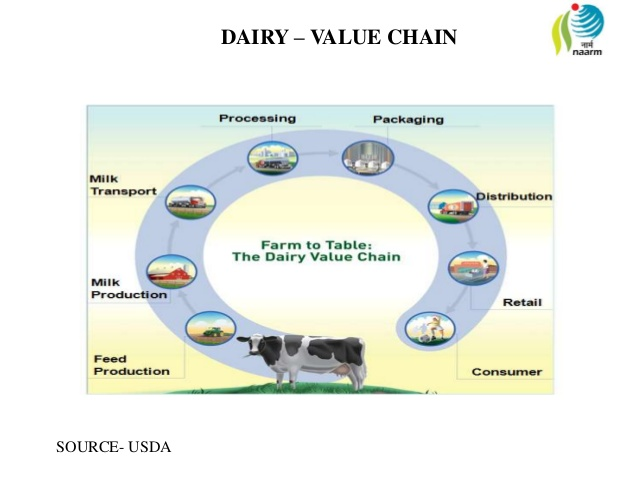 DAIRY – VALUE CHAIN
नार्म
naarm
Processing
Packaging
Milk
Transport
Distribution
Farm to Table:
The Dairy Value Chain
Milk
Production
Retail
Feed
Production
Consumer
SOURCE- USDA